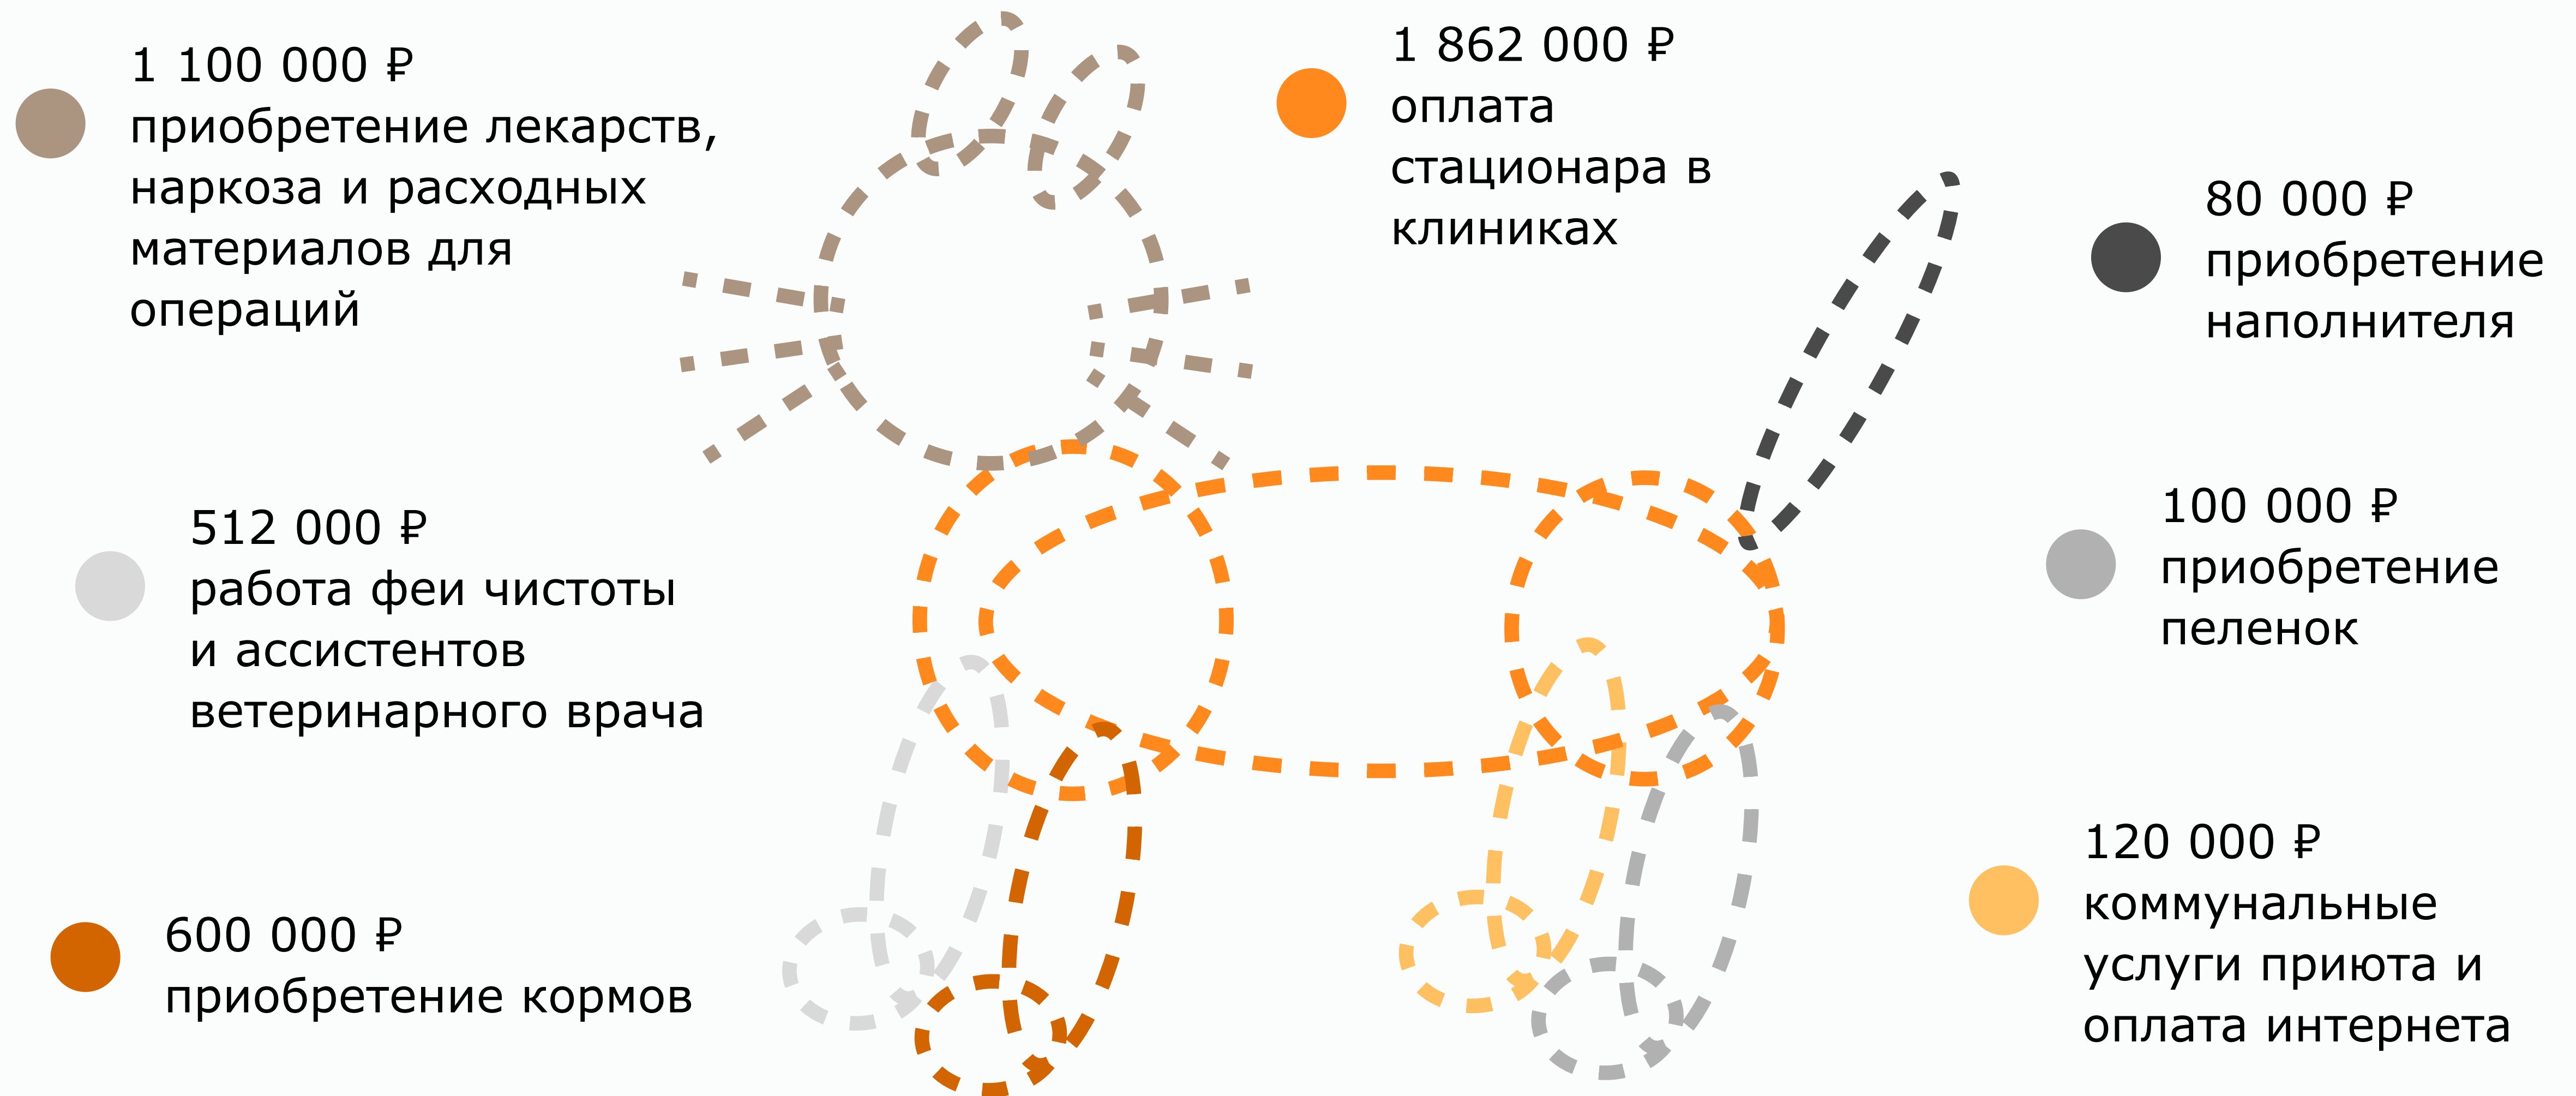 1 100 000 ₽
приобретение лекарств,
наркоза и расходных
материалов для
операций
1 862 000 ₽
оплата
стационара в
клиниках
80 000 ₽
приобретение
наполнителя
512 000 ₽
работа феи чистоты
и ассистентов
ветеринарного врача
100 000 ₽
приобретение
пеленок
600 000 ₽
приобретение кормов
120 000 ₽
коммунальные
услуги приюта и
оплата интернета